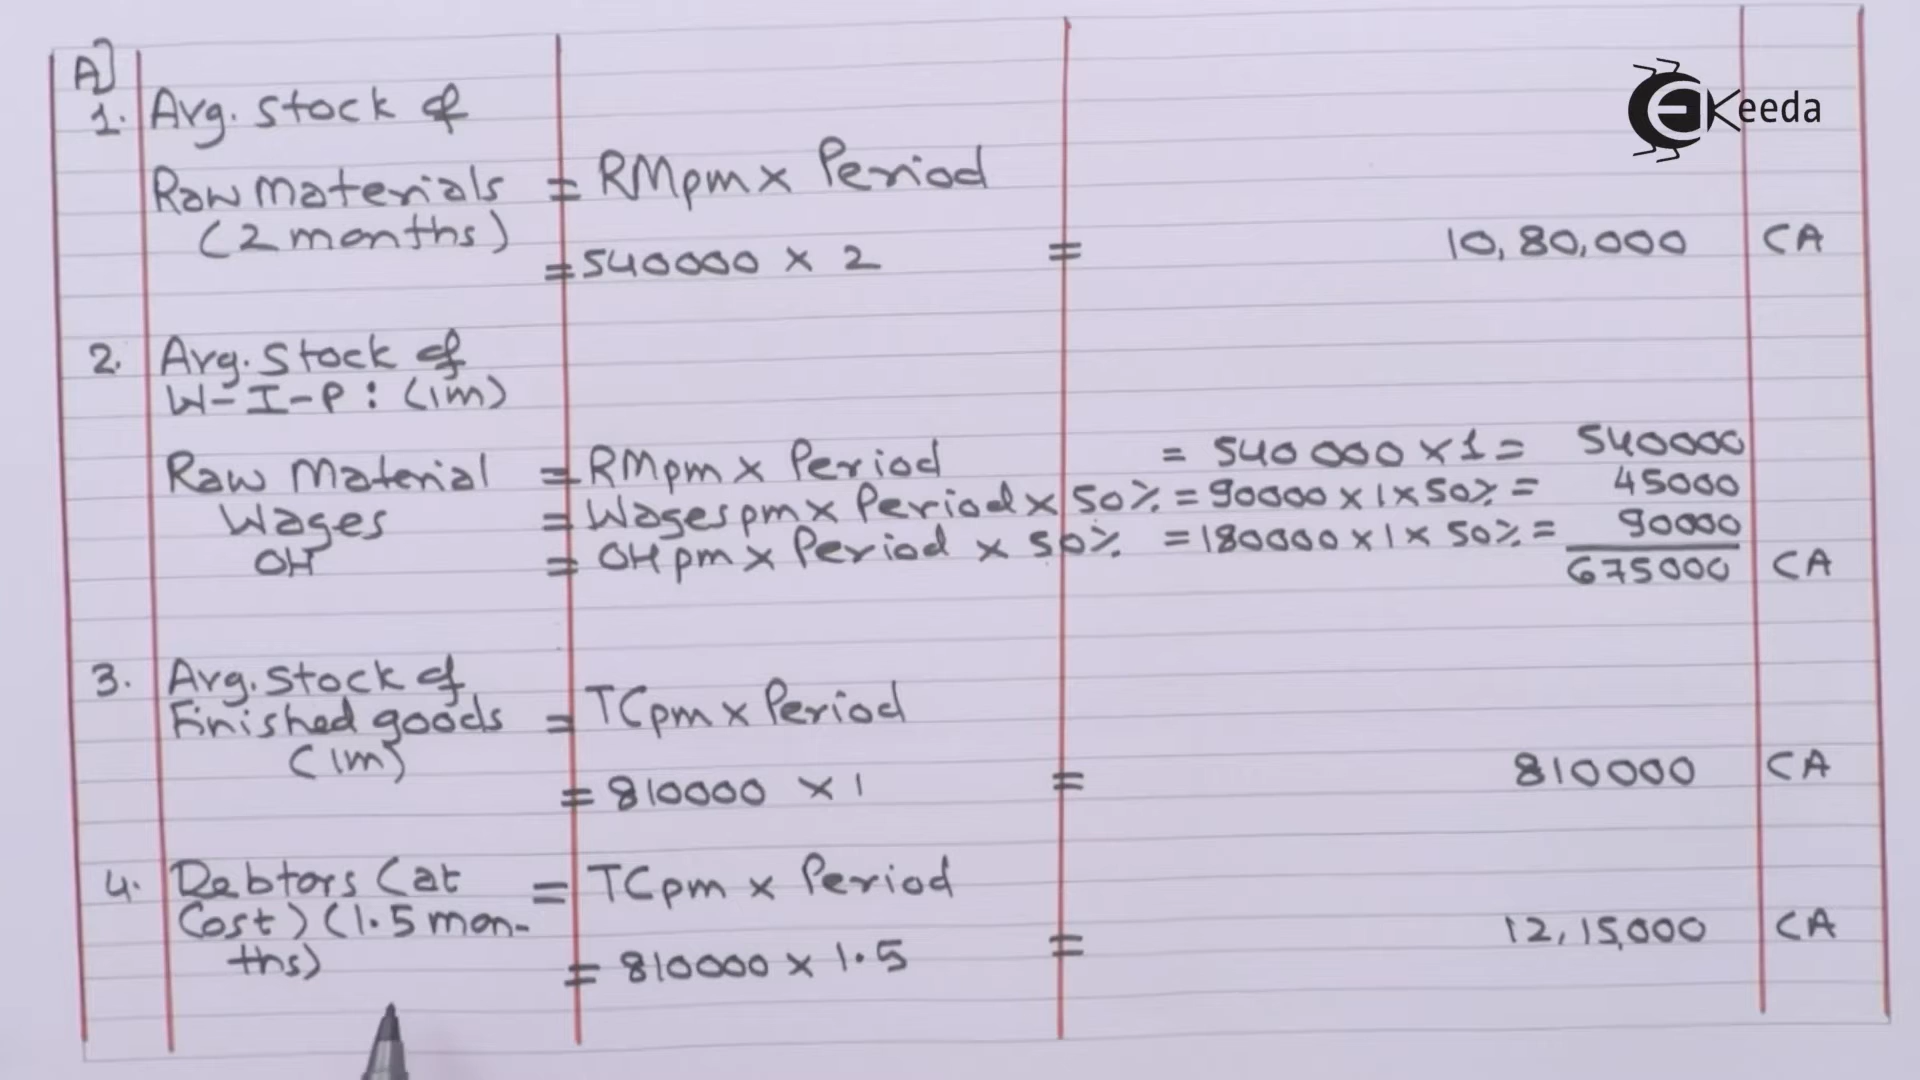 A]
Keeda
1. Avg. stock of
Raw Materials = RMpm x Period
(2 months)
= 540000 x 2 = 10,80,000 CA
2. Avg. Stock of
W-I-P: (1m)
Raw Material = RMpm x Period = 540000 x 1 = 540000
Wages = Wages pm x Period x 50% = 90000 x 1 x 50% = 45000
OH = OH pm x Period x 50% = 180000 x 1 x 50% = 90000
675000 CA
3. Avg. stock of
Finished goods = TCpm x Period
(1m)
= 810000 x 1 = 810000 CA
4. Debtors (at = TCpm x Period
Cost) (1.5 mon-
ths) = 810000 x 1.5 = 12,15,000 CA